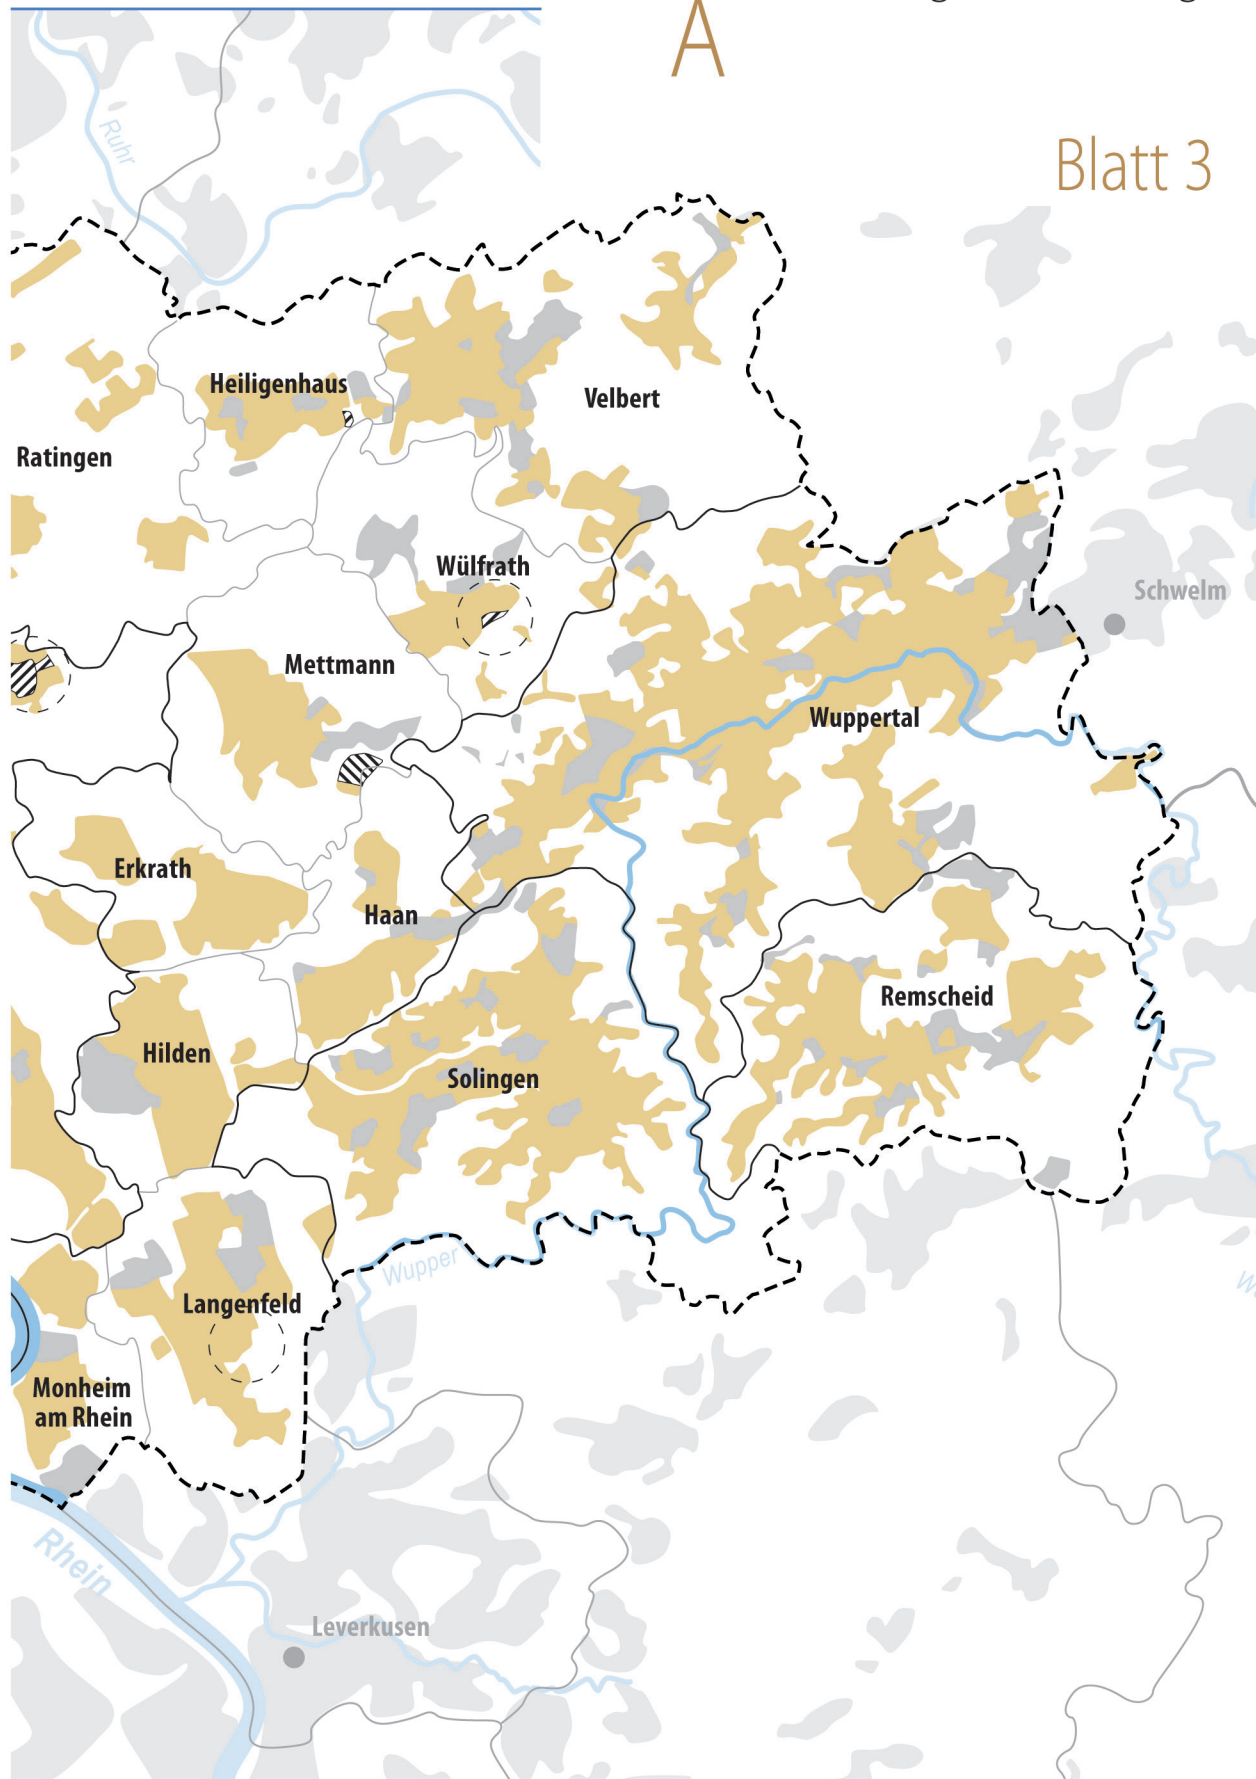 A
Blatt 3
Ruhr
Heiligenhaus
Velbert
Ratingen
Wülfrath
Schwelm
Mettmann
Wuppertal
Erkrath
Haan
Remscheid
Hilden
Solingen
Wupper
Langenfeld
Monheim
am Rhein
Rhein
Leverkusen